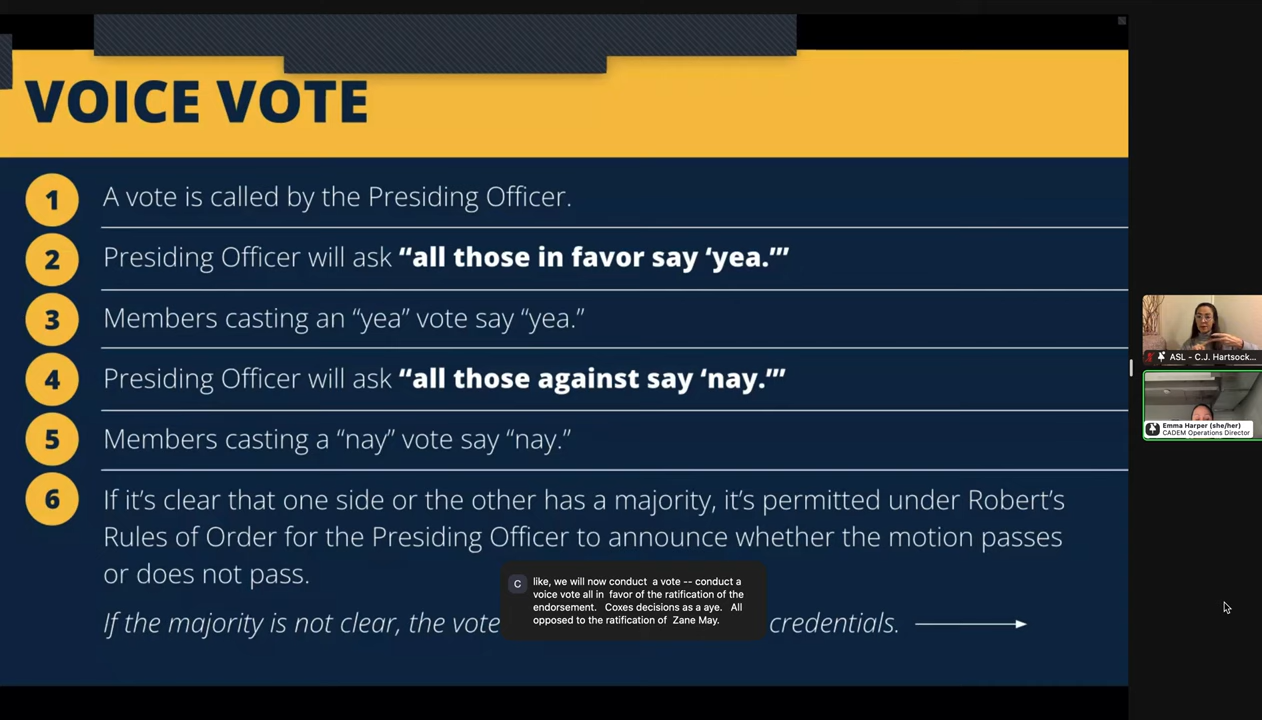 VOICE VOTE
1
A vote is called by the Presiding Officer.
2
Presiding Officer will ask “all those in favor say ‘yea.’”
3
Members casting an “yea” vote say “yea.”
4
Presiding Officer will ask “all those against say ‘nay.’”
5
Members casting a “nay” vote say “nay.”
6
If it’s clear that one side or the other has a majority, it’s permitted under Robert’s
Rules of Order for the Presiding Officer to announce whether the motion passes
or does not pass.
If the majority is not clear, the vote
credentials.
C
like, we will now conduct a vote -- conduct a
voice vote all in favor of the ratification of the
endorsement. Coxes decisions as a aye. All
opposed to the ratification of Zane May.
ASL - C.J. Hartsock...
Emma Harper (she/her)
CADEM Operations Director